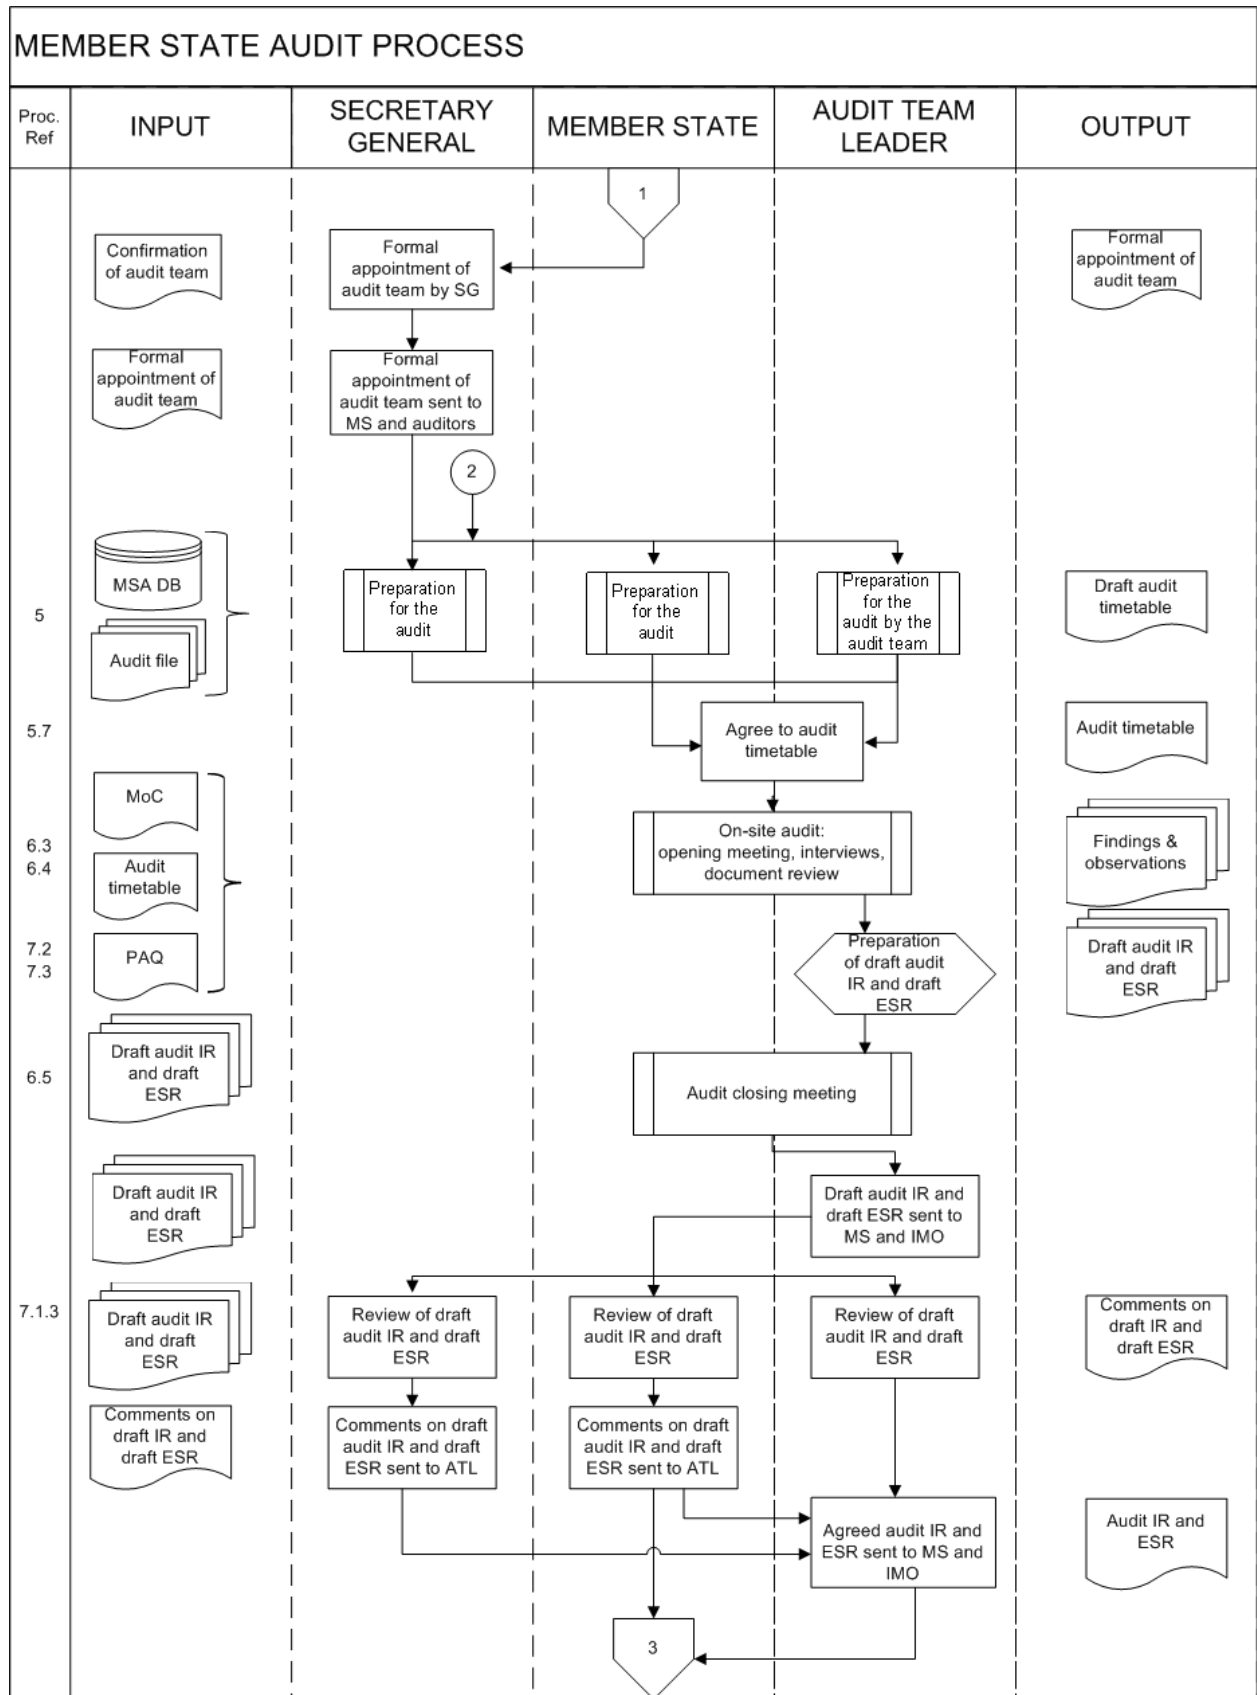 MEMBER STATE AUDIT PROCESS
Proc.
Ref
INPUT
SECRETARY
GENERAL
MEMBER STATE
AUDIT TEAM
LEADER
OUTPUT
1
Confirmation
of audit team
Formal
appointment of
audit team by SG
Formal
appointment of
audit team
Formal
appointment of
audit team
Formal
appointment of
audit team sent to
MS and auditors
2
MSA DB
Audit file
5
Preparation
for the
audit
Preparation
for the
audit
Preparation
for the
audit by the
audit team
Draft audit
timetable
5.7
Agree to audit
timetable
Audit timetable
MoC
6.3
6.4
Audit
timetable
On-site audit:
opening meeting, interviews,
document review
Findings &
observations
7.2
7.3
PAQ
Preparation
of draft audit
IR and draft
ESR
Draft audit IR
and draft
ESR
6.5
Draft audit IR
and draft
ESR
Audit closing meeting
Draft audit IR
and draft
ESR
Draft audit IR and
draft ESR sent to
MS and IMO
7.1.3
Draft audit IR
and draft
ESR
Review of draft
audit IR and draft
ESR
Review of draft
audit IR and draft
ESR
Review of draft
audit IR and draft
ESR
Comments on
draft IR and
draft ESR
Comments on
draft IR and
draft ESR
Comments on draft
audit IR and draft
ESR sent to ATL
Comments on draft
audit IR and draft
ESR sent to ATL
Agreed audit IR and
ESR sent to MS and
IMO
Audit IR and
ESR
3